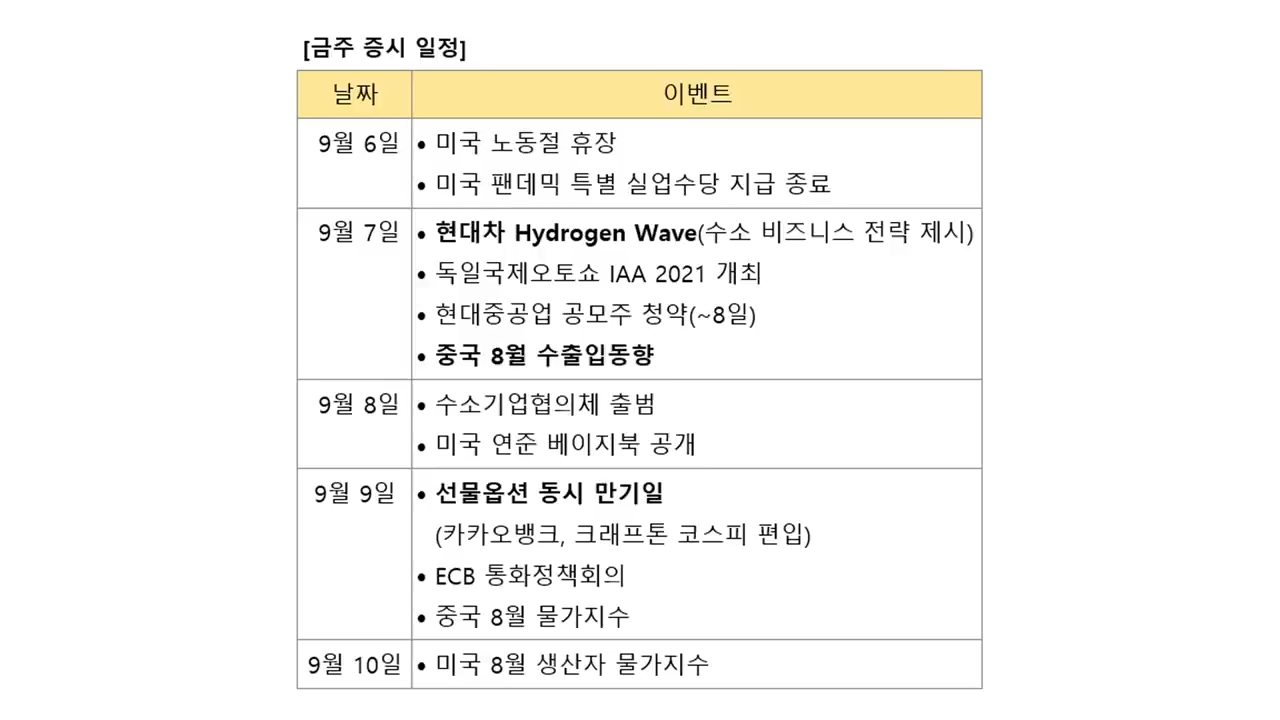 [금주 증시 일정]
날짜 이벤트
9월 6일 • 미국 노동절 휴장
• 미국 팬데믹 특별 실업수당 지급 종료
9월 7일 • 현대차 Hydrogen Wave(수소 비즈니스 전략 제시)
• 독일국제오토쇼 IAA 2021 개최
• 현대중공업 공모주 청약(~8일)
• 중국 8월 수출입동향
9월 8일 • 수소기업협의체 출범
• 미국 연준 베이지북 공개
9월 9일 • 선물옵션 동시 만기일
(카카오뱅크, 크래프톤 코스피 편입)
• ECB 통화정책회의
• 중국 8월 물가지수
9월 10일 • 미국 8월 생산자 물가지수